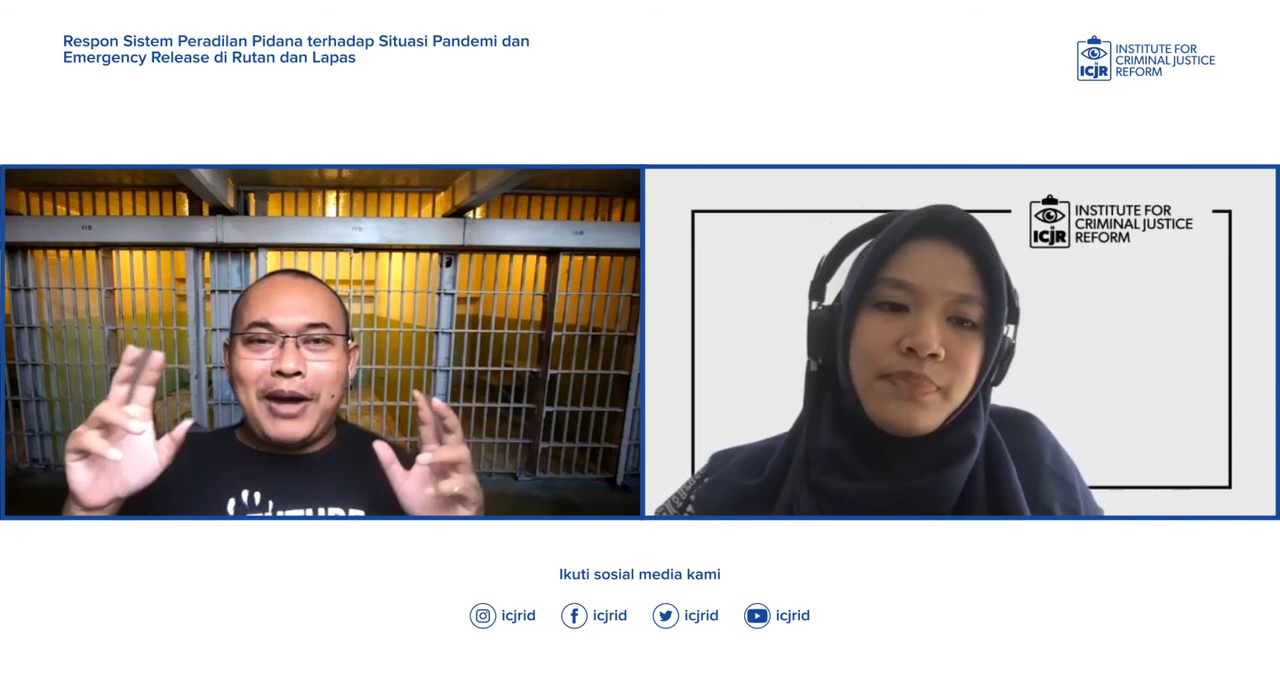 Respon Sistem Peradilan Pidana terhadap Situasi Pandemi dan
Emergency Release di Rutan dan Lapas
ICJR
INSTITUTE FOR
CRIMINAL JUSTICE
REFORM
ICJR
INSTITUTE FOR
CRIMINAL JUSTICE
REFORM
FUTURE
Ikuti sosial media kami
icjrid
icjrid
icjrid
icjrid